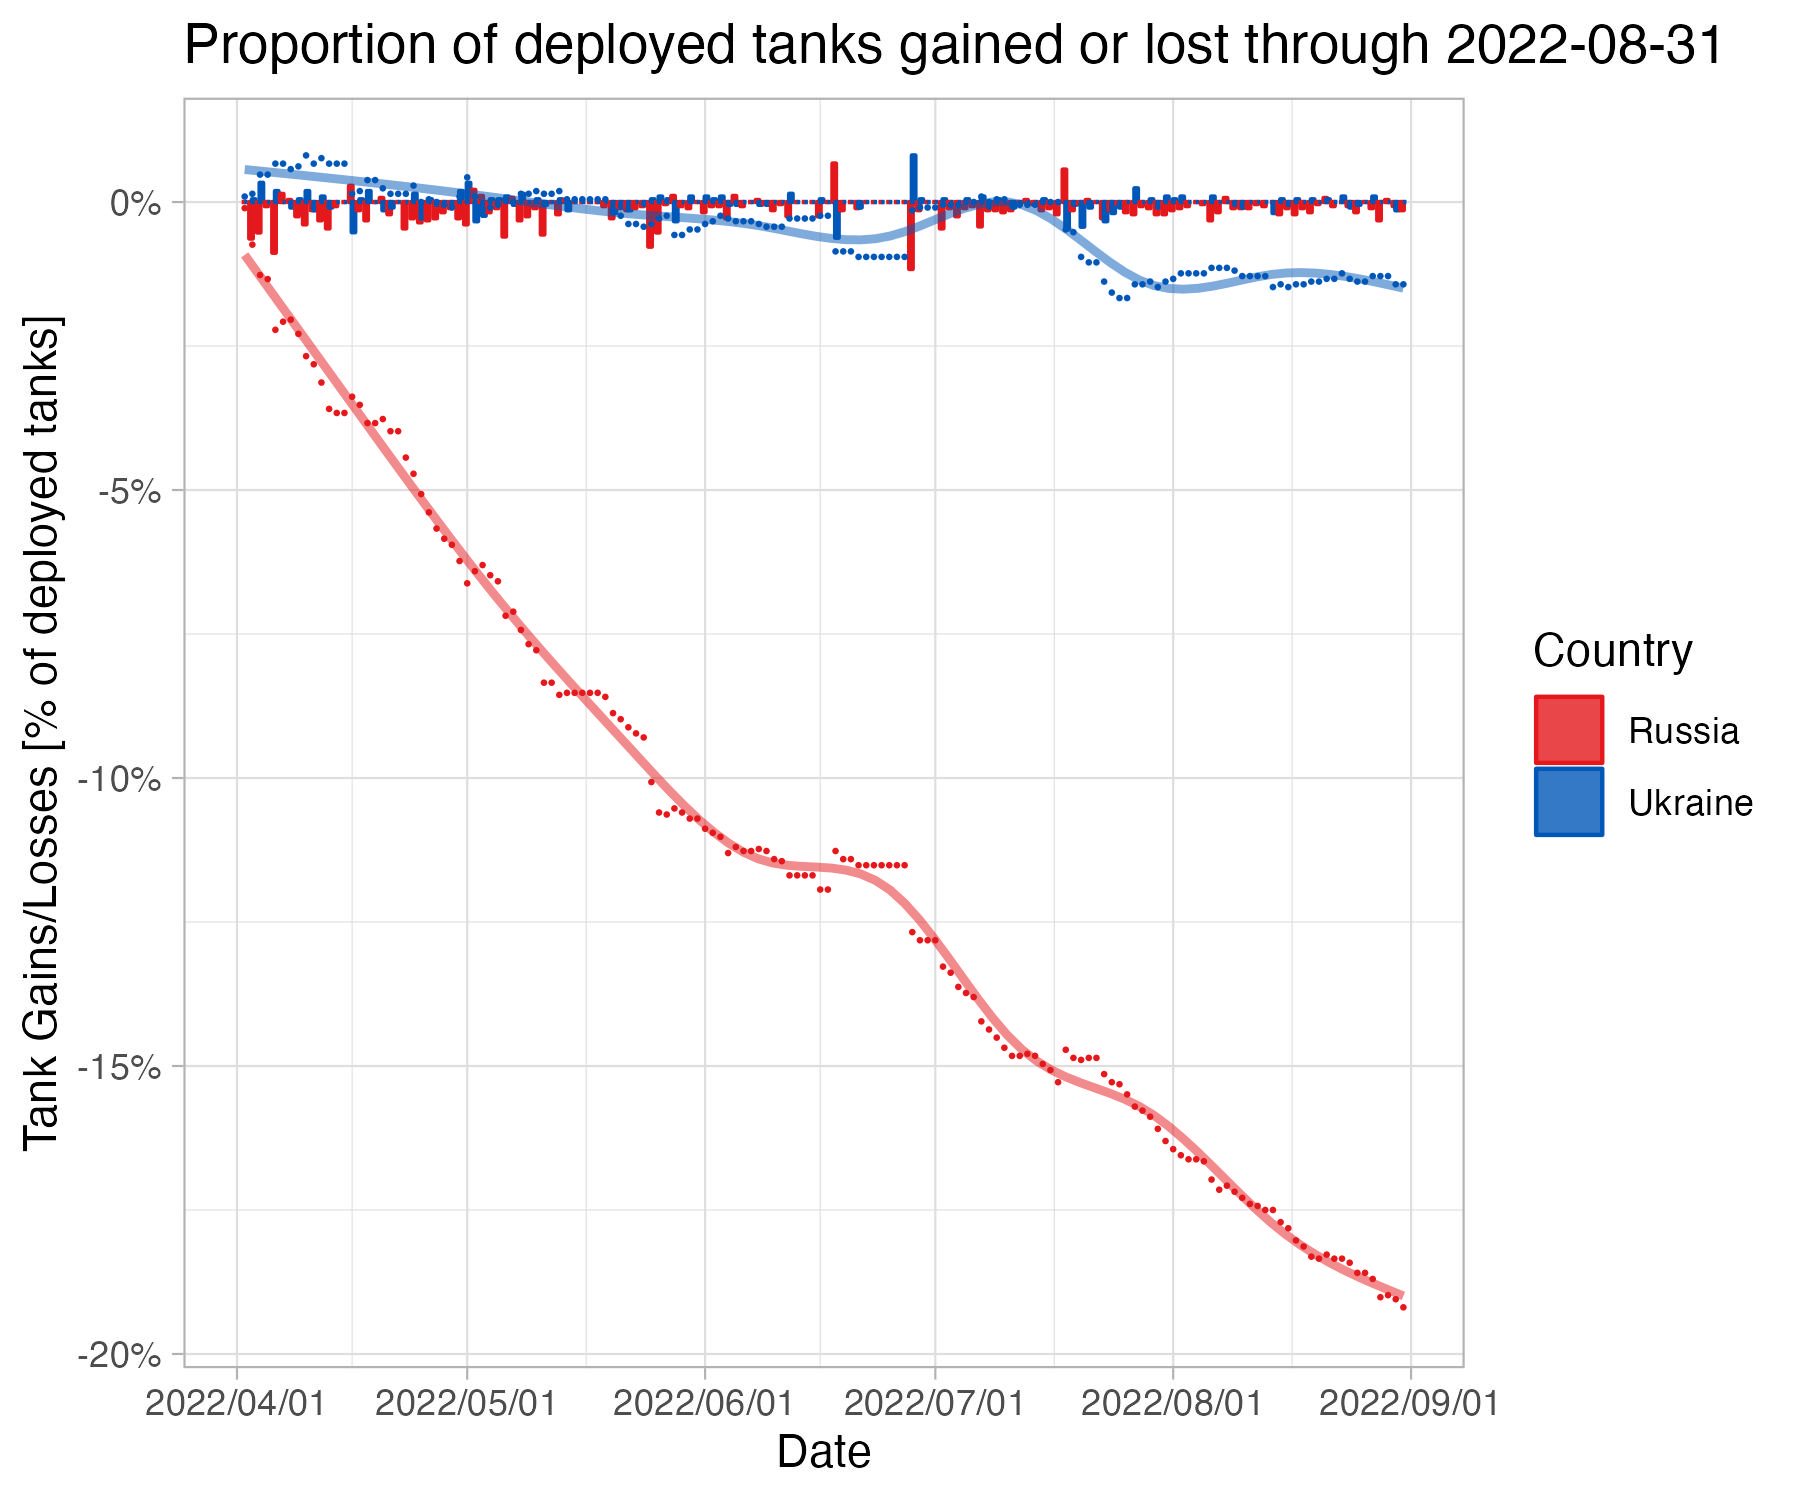 Proportion of deployed tanks gained or lost through 2022-08-31
Tank Gains/Losses [% of deployed tanks]
0%
-5%
-10%
-15%
-20%
2022/04/01 2022/05/01 2022/06/01 2022/07/01 2022/08/01 2022/09/01
Date
Country
Russia
Ukraine